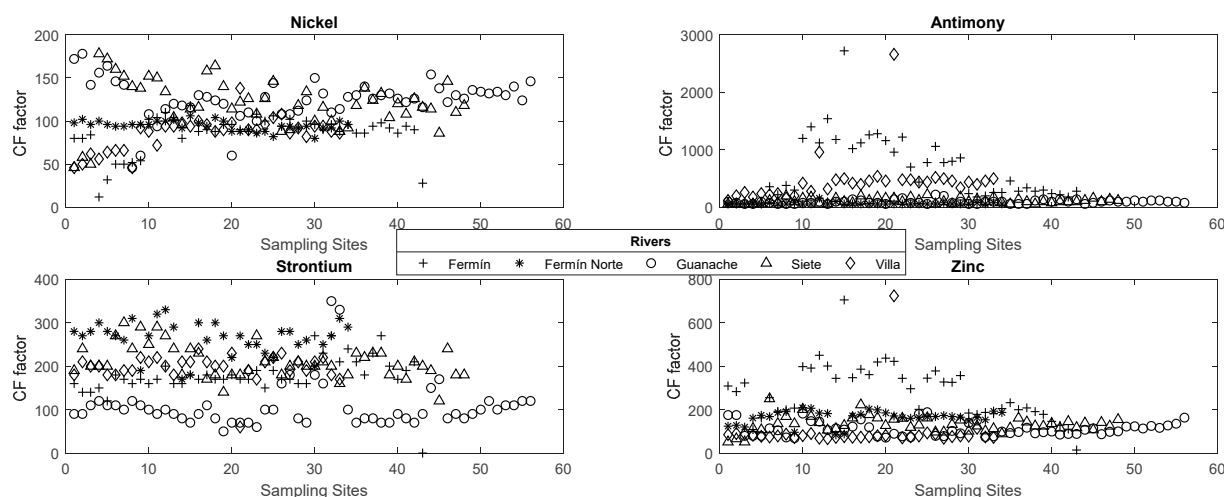 Nickel
200
150
100
50
0
CF factor
0 10 20 30 40 50 60
Sampling Sites
Antimony
3000
2000
1000
0
CF factor
0 10 20 30 40 50 60
Sampling Sites
Rivers
Fermín Fermín Norte Guanache Siete Villa
Strontium
400
300
200
100
0
CF factor
0 10 20 30 40 50 60
Sampling Sites
Zinc
800
600
400
200
0
CF factor
0 10 20 30 40 50 60
Sampling Sites